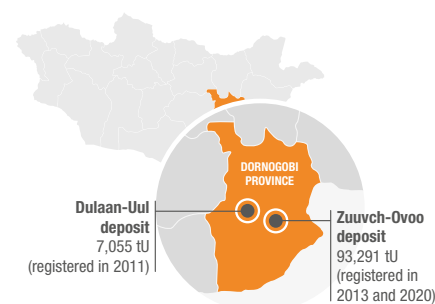 DORNOGOBI
PROVINCE
Dulaan-Uul
deposit
7,055 tU
(registered in 2011)
Zuuvch-Ovoo
deposit
93,291 tU
(registered in
2013 and 2020)